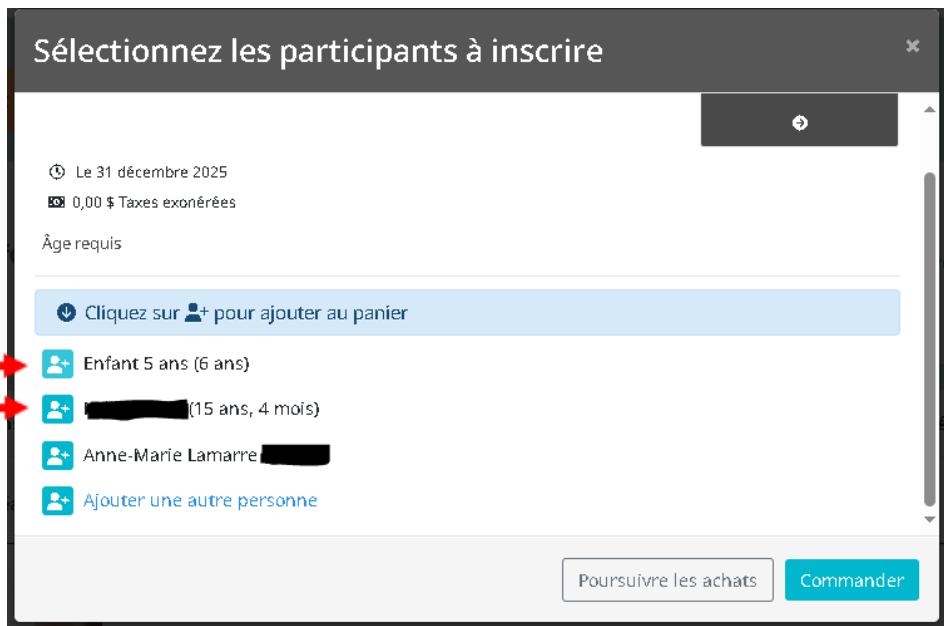 Sélectionnez les participants à inscrire
Le 31 décembre 2025
0,00 $ Taxes exonérées
Âge requis
Cliquez sur pour ajouter au panier
Enfant 5 ans (6 ans)
(15 ans, 4 mois)
Anne-Marie Lamarre
Ajouter une autre personne
Poursuivre les achats
Commander